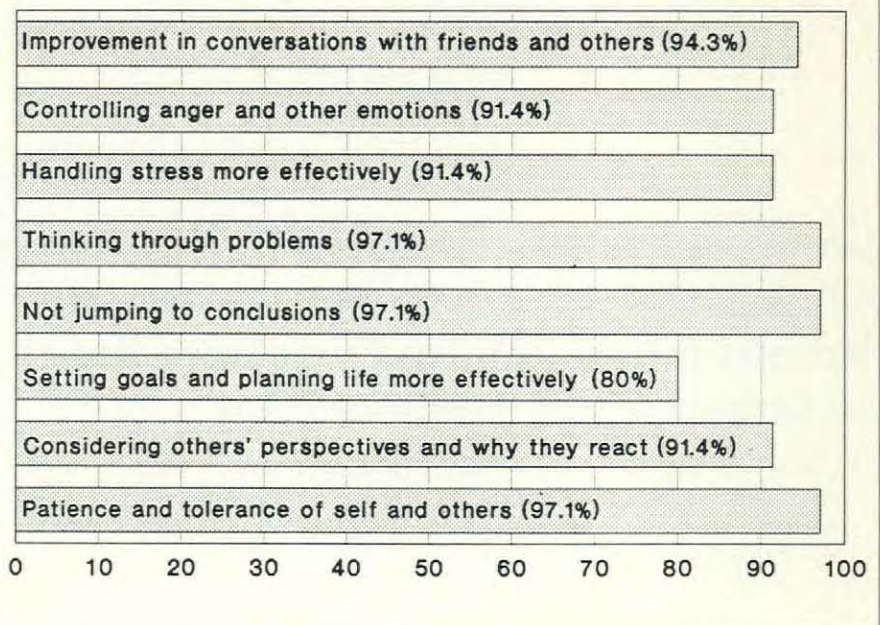 Improvement in conversations with friends and others (94.3%)
Controlling anger and other emotions (91.4%)
Handling stress more effectively (91.4%)
Thinking through problems (97.1%)
Not jumping to conclusions (97.1%)
Setting goals and planning life more effectively (80%)
Considering others' perspectives and why they react (91.4%)
Patience and tolerance of self and others (97.1%)
0 10 20 30 40 50 60 70 80 90 100